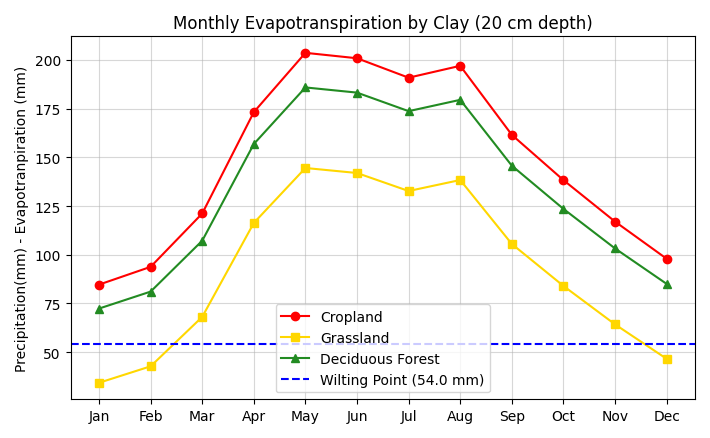 Monthly Evapotranspiration by Clay (20 cm depth)
Precipitation(mm) - Evapotranpiration (mm)
200
175
150
125
100
75
50
Cropland
Grassland
Deciduous Forest
Wilting Point (54.0 mm)
Jan Feb Mar Apr May Jun Jul Aug Sep Oct Nov Dec